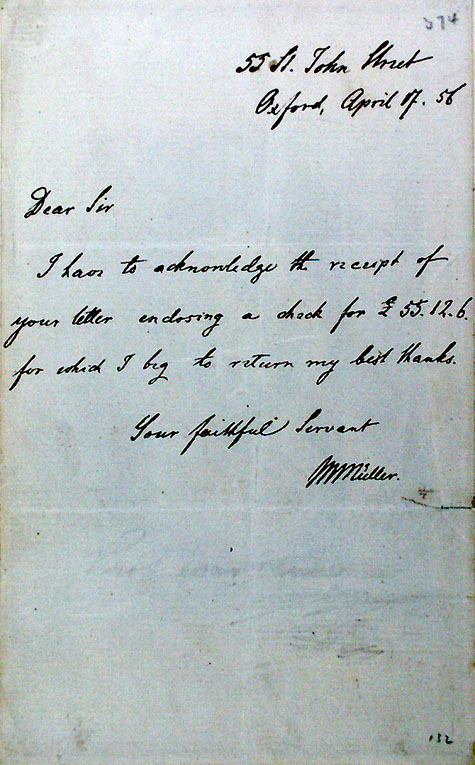 374
55 St. John Street
Oxford, April 17. 56
Dear Sir
I have to acknowledge the receipt of
your letter enclosing a check for £ 55. 12. 6.
for which I beg to return my best thanks.
Your faithful Servant
MMüller.
132